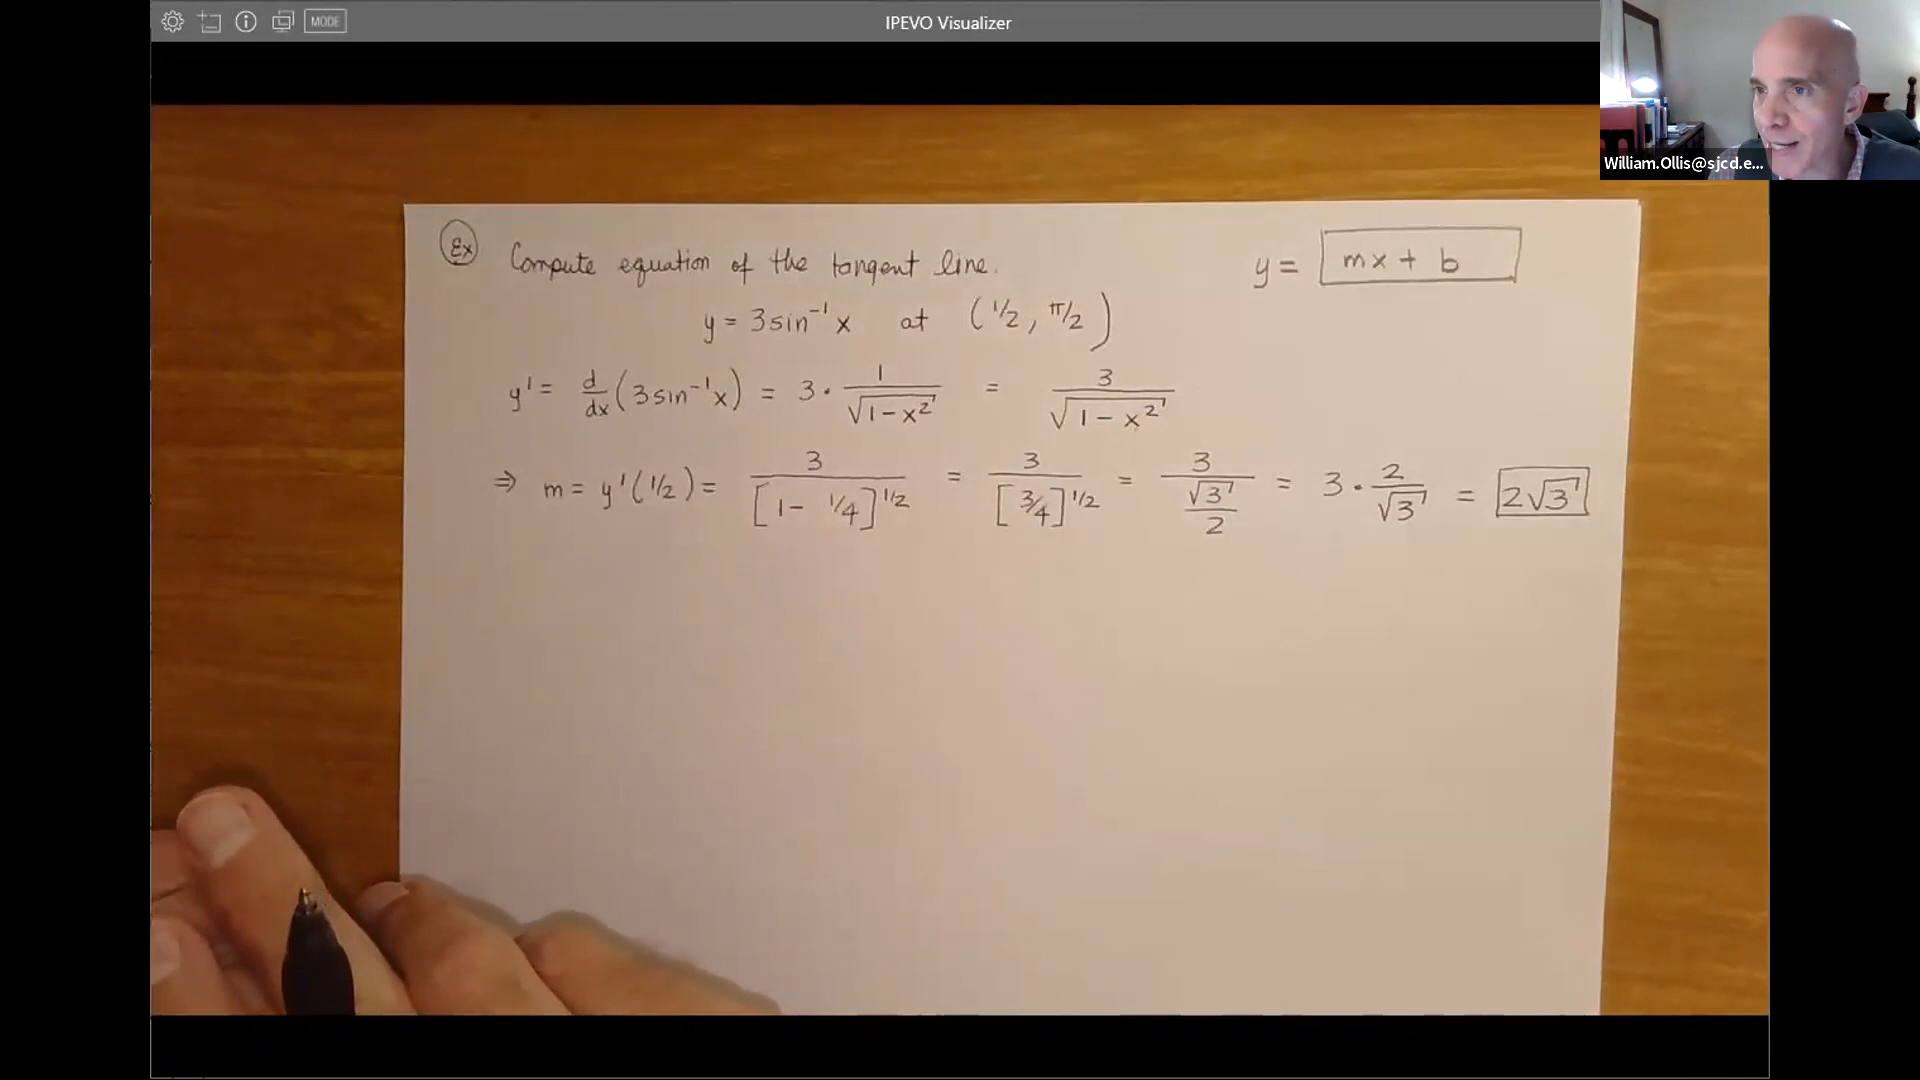 MODE
IPEVO Visualizer
William.Ollis@sjcd.e...
Ex Compute equation of the tangent line. y = mx + b
y = 3sin⁻¹x at (1/2, π/2)
y' = d/dx (3sin⁻¹x) = 3 · 1/√(1-x²) = 3/√(1-x²)
⇒ m = y'(1/2) = 3/[1 - 1/4]^1/2 = 3/[3/4]^1/2 = 3/(√3/2) = 3 · 2/√3 = 2√3